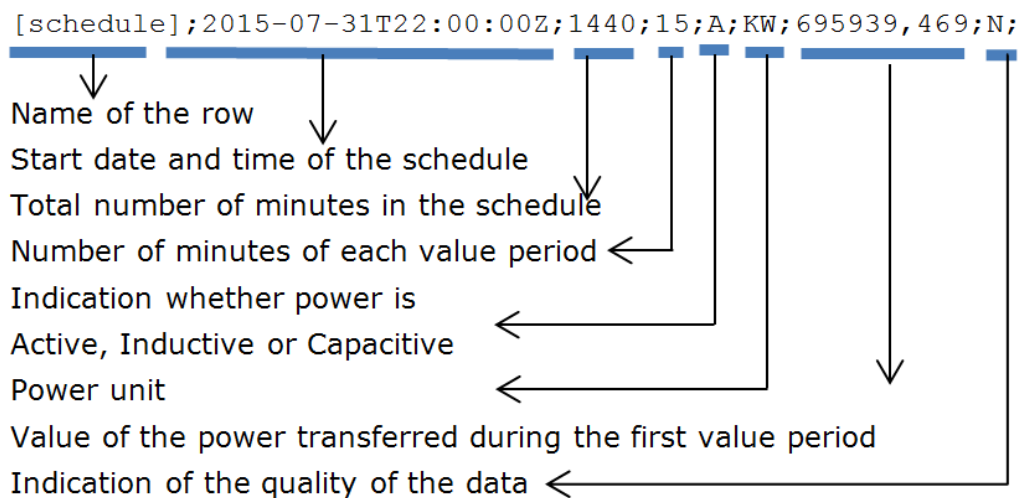 [schedule];2015-07-31T22:00:00Z;1440;15;A;KW;695939,469;N;
Name of the row
Start date and time of the schedule
Total number of minutes in the schedule
Number of minutes of each value period
Indication whether power is
Active, Inductive or Capacitive
Power unit
Value of the power transferred during the first value period
Indication of the quality of the data